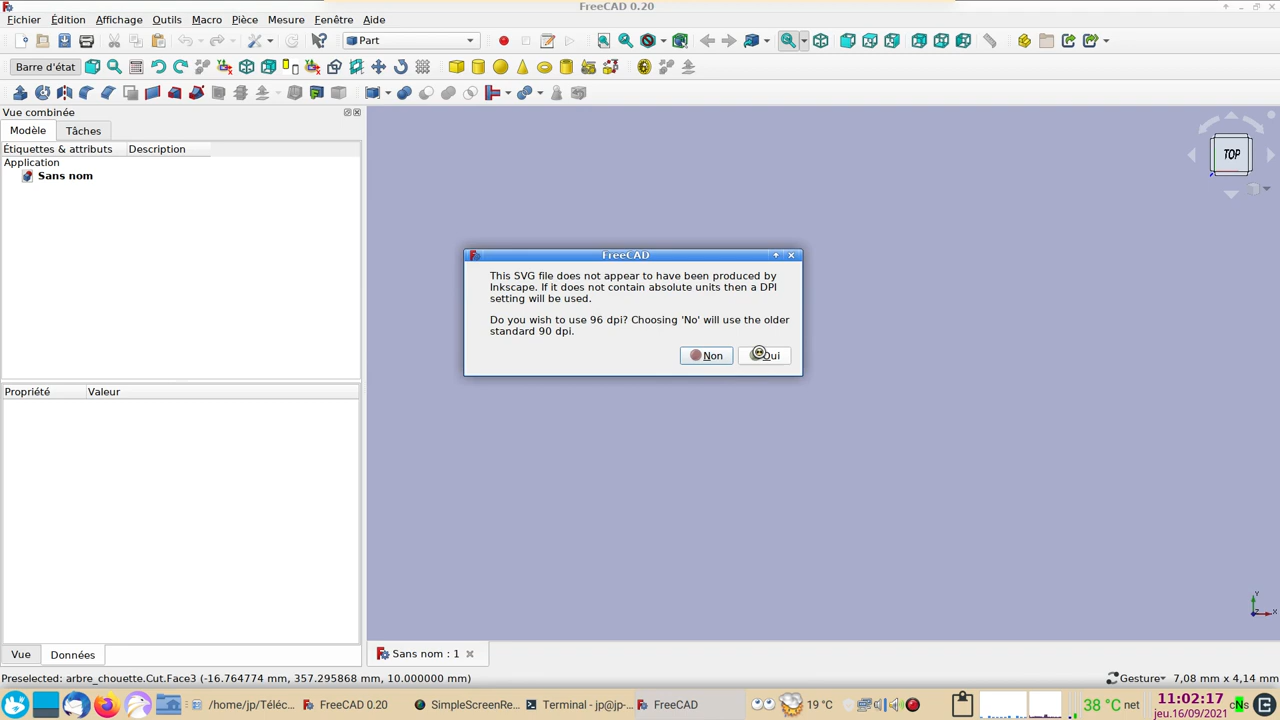 FreeCAD 0.20
Fichier Édition Affichage Outils Macro Pièce Mesure Fenêtre Aide
Part
Barre d'état
Vue combinée
Modèle Tâches
Étiquettes & attributs Description
Application
Sans nom
TOP
FreeCAD
This SVG file does not appear to have been produced by
Inkscape. If it does not contain absolute units then a DPI
setting will be used.
Do you wish to use 96 dpi? Choosing 'No' will use the older
standard 90 dpi.
Non Oui
Propriété Valeur
Y
X
Z
Vue Données
Sans nom : 1
Preselected: arbre_chouette.Cut.Face3 (-16.764774 mm, 357.295868 mm, 10.000000 mm)
Gesture 7,08 mm x 4,14 mm
/home/jp/Téléc... FreeCAD 0.20 SimpleScreenRe... Terminal - jp@jp-... FreeCAD 19 °C 38 °C net 11:02:17 cNs
jeu.16/09/2021